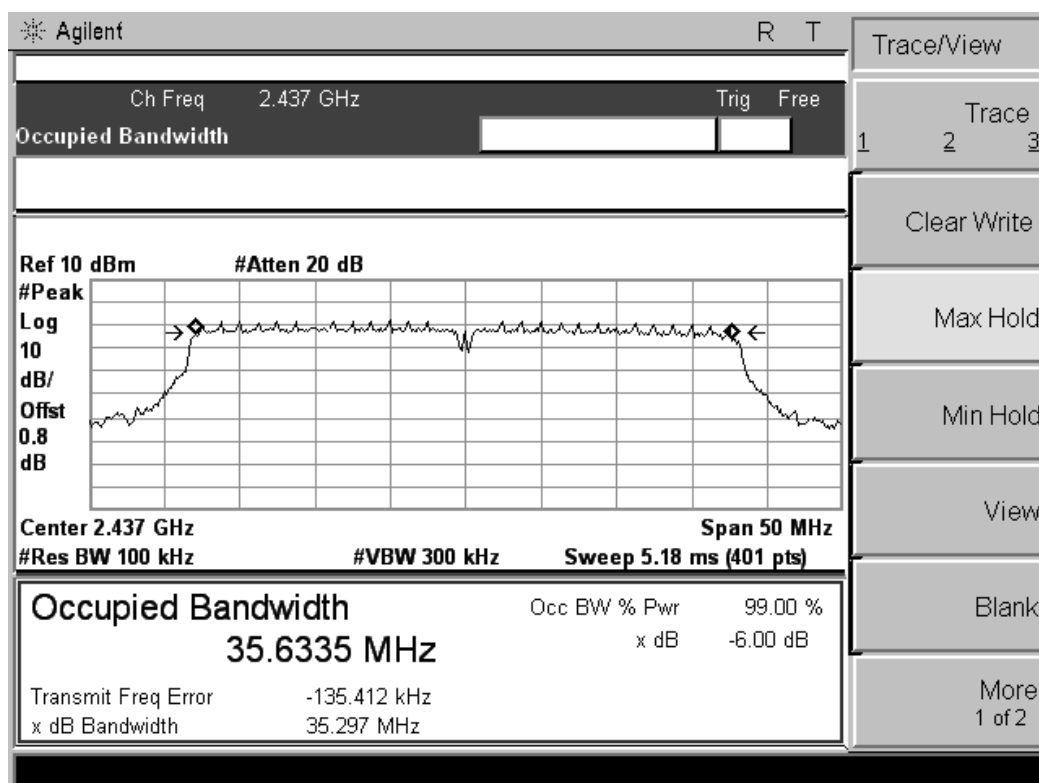 Agilent R T
Trace/View
Ch Freq 2.437 GHz Trig Free
Occupied Bandwidth
Trace
1 2 3
Clear Write
Max Hold
Min Hold
View
Blank
More
1 of 2
Ref 10 dBm #Atten 20 dB
#Peak
Log
10
dB/
Offst
0.8
dB
Center 2.437 GHz Span 50 MHz
#Res BW 100 kHz #VBW 300 kHz Sweep 5.18 ms (401 pts)
Occupied Bandwidth Occ BW % Pwr 99.00 %
35.6335 MHz x dB -6.00 dB
Transmit Freq Error -135.412 kHz
x dB Bandwidth 35.297 MHz